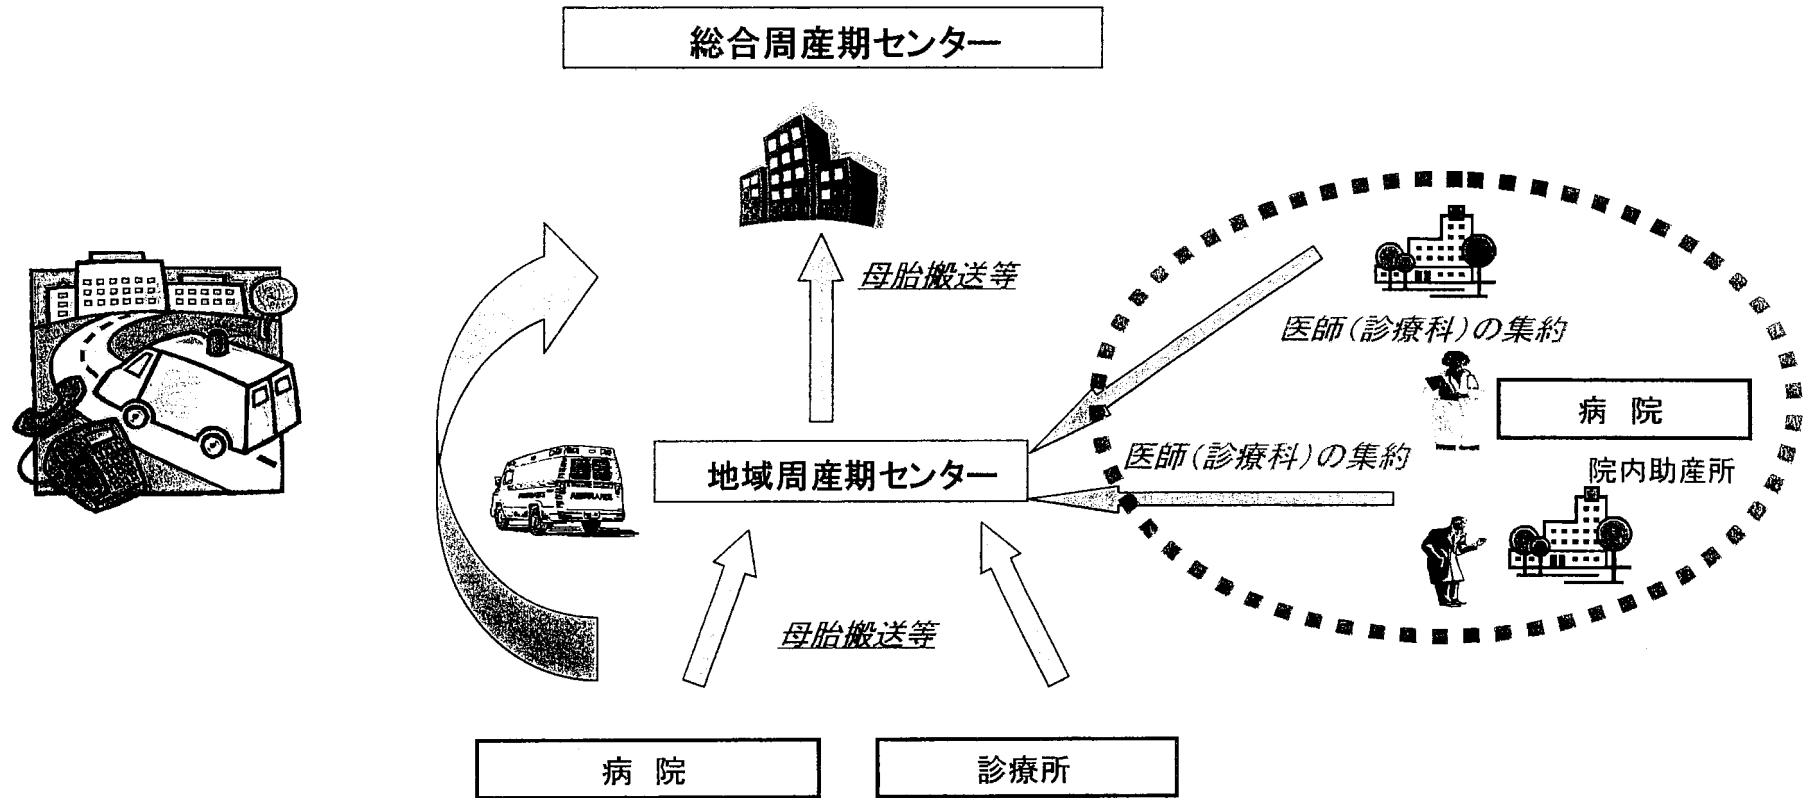 総合周産期センター
母胎搬送等
医師(診療科)の集約
病 院
医師(診療科)の集約
地域周産期センター
院内助産所
AMBULANCE
母胎搬送等
病 院
診療所